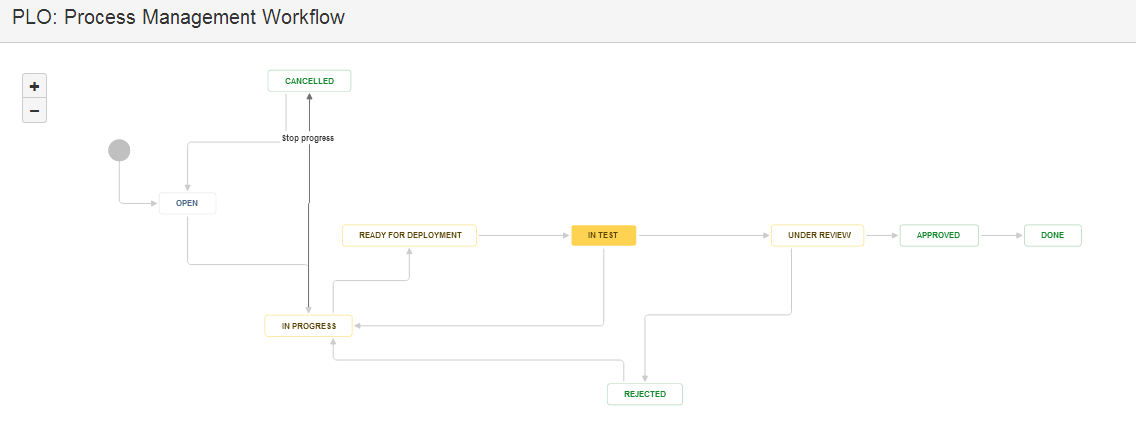 PLO: Process Management Workflow
+
−
CANCELLED
Stop progress
OPEN
READY FOR DEPLOYMENT
IN TEST
UNDER REVIEW
APPROVED
DONE
IN PROGRESS
REJECTED